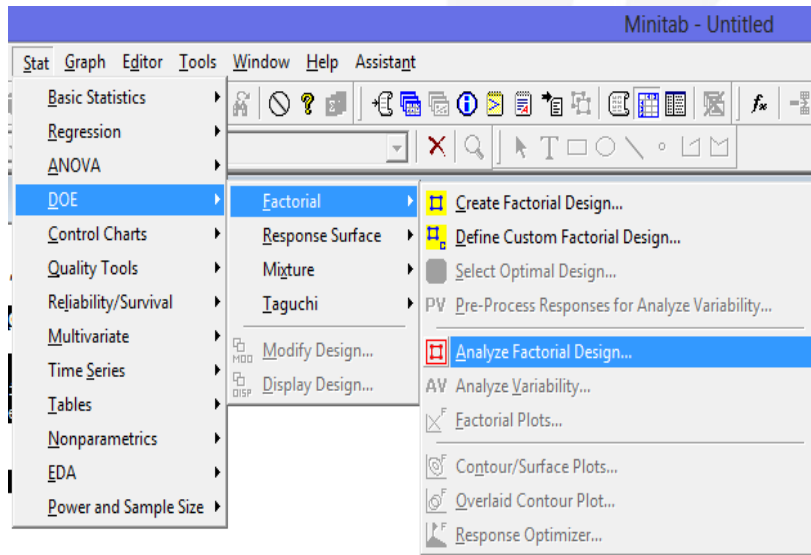 Minitab - Untitled
Stat Graph Editor Tools Window Help Assistant
Basic Statistics
Regression
ANOVA
DOE
Control Charts
Quality Tools
Reliability/Survival
Multivariate
Time Series
Tables
Nonparametrics
EDA
Power and Sample Size
Factorial
Response Surface
Mixture
Taguchi
MOD Modify Design...
DISP Display Design...
Create Factorial Design...
Define Custom Factorial Design...
Select Optimal Design...
PV Pre-Process Responses for Analyze Variability...
Analyze Factorial Design...
AV Analyze Variability...
Factorial Plots...
Contour/Surface Plots...
Overlaid Contour Plot...
Response Optimizer...